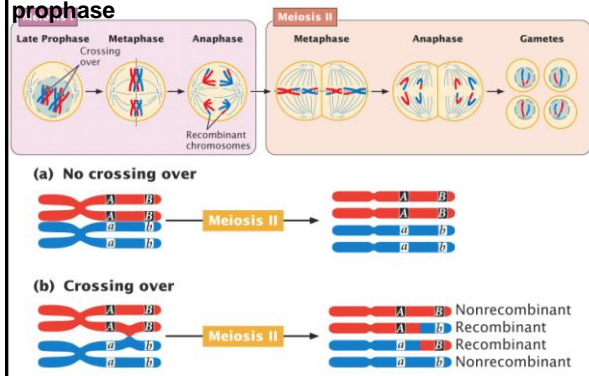 prophase
Meiosis I
Meiosis II
Late Prophase
Metaphase
Anaphase
Metaphase
Anaphase
Gametes
Crossing
over
Recombinant
chromosomes
(a) No crossing over
A B
A B
a b
a b
Meiosis II
A B
A B
a b
a b
(b) Crossing over
A B
A B
a b
a b
Meiosis II
A B Nonrecombinant
A b Recombinant
a B Recombinant
a b Nonrecombinant